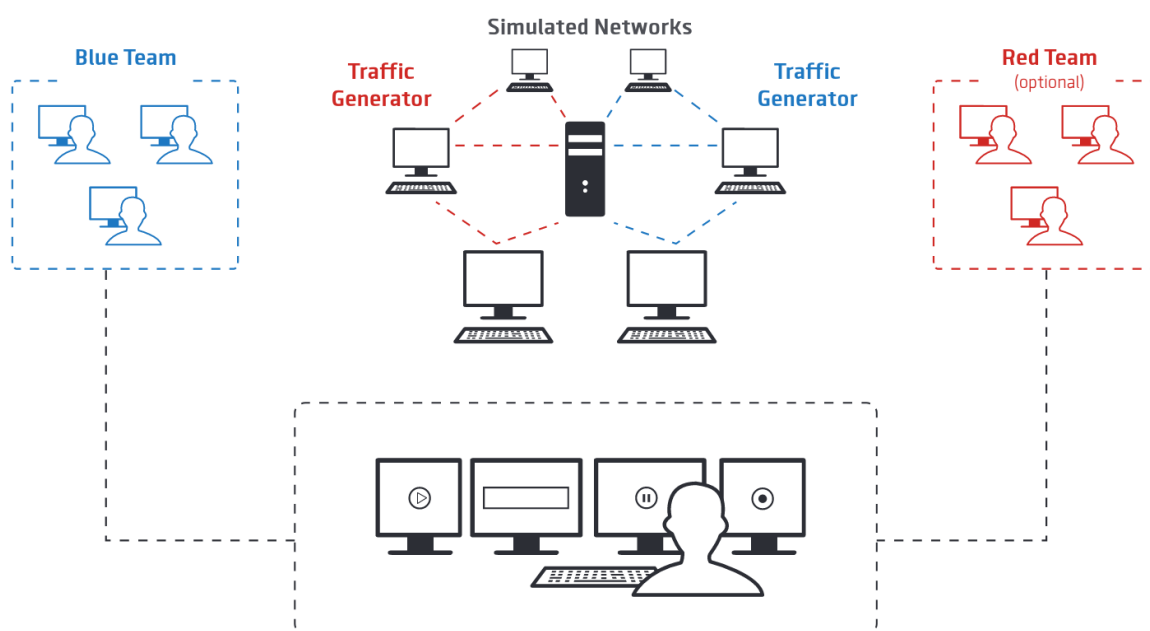 Simulated Networks
Blue Team
Traffic
Generator
Traffic
Generator
Red Team
(optional)